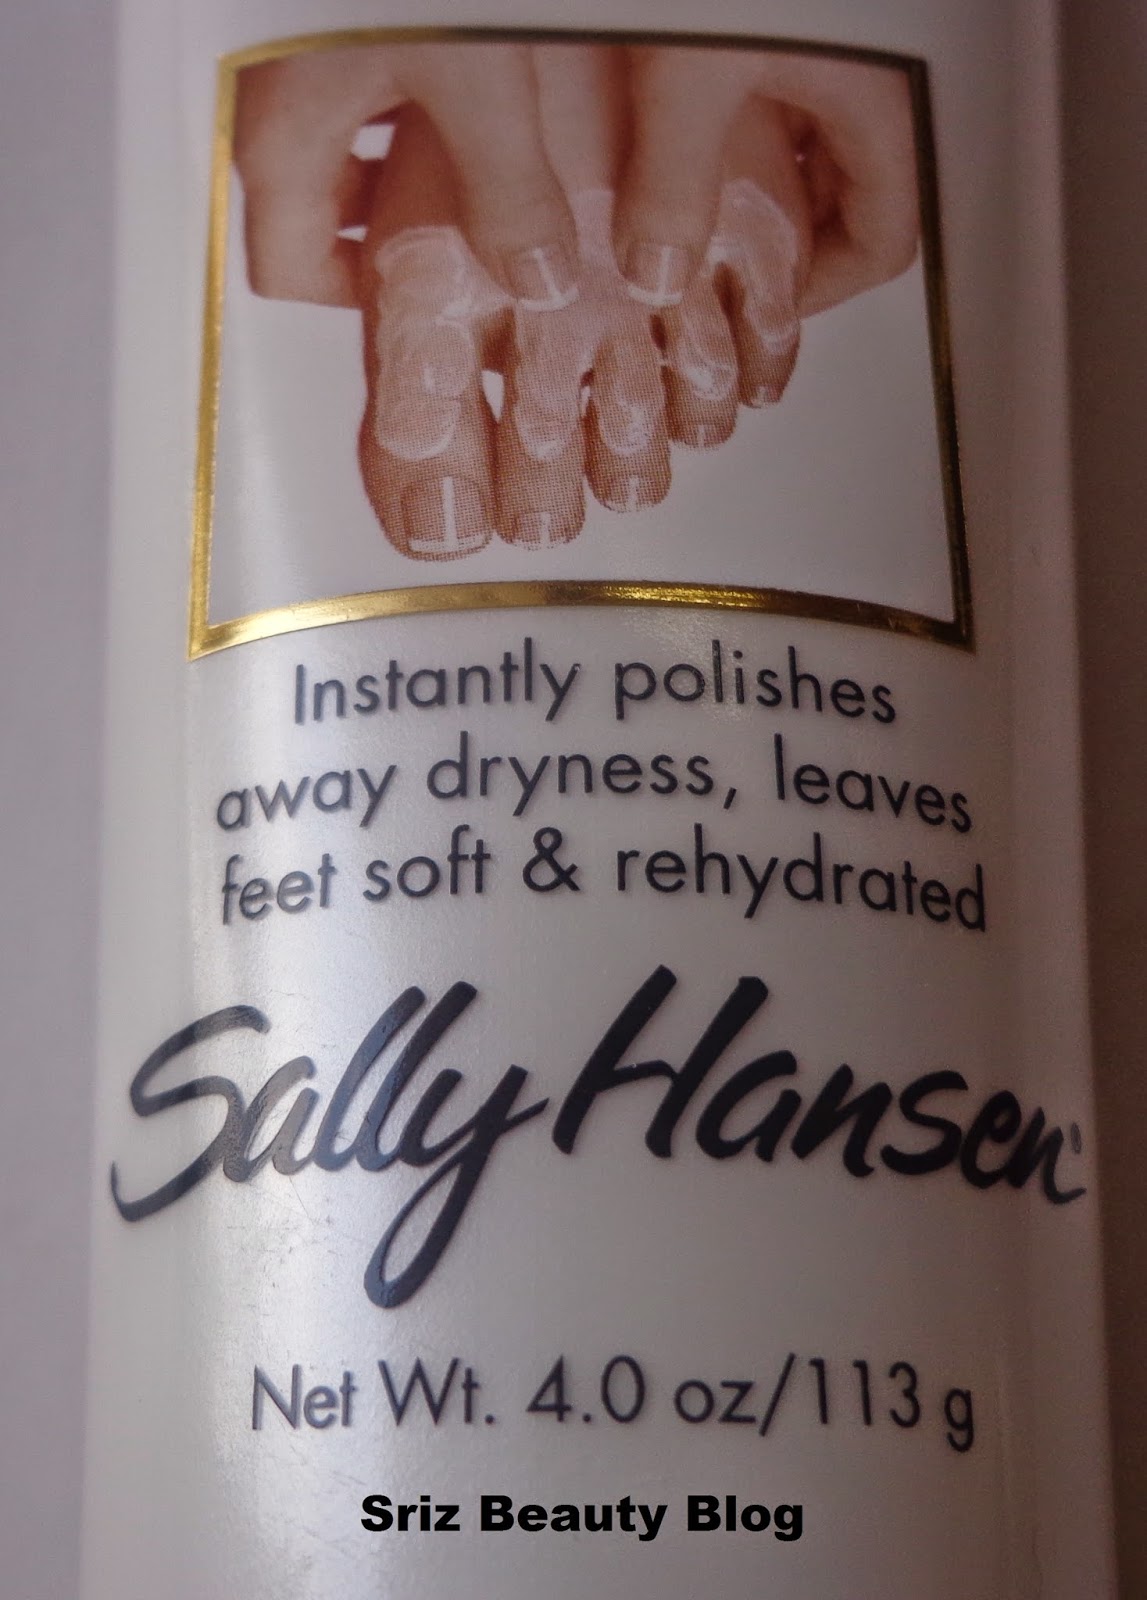 Instantly polishes
away dryness, leaves
feet soft & rehydrated
Sally Hansen®
Net Wt. 4.0 oz/113 g
Sriz Beauty Blog